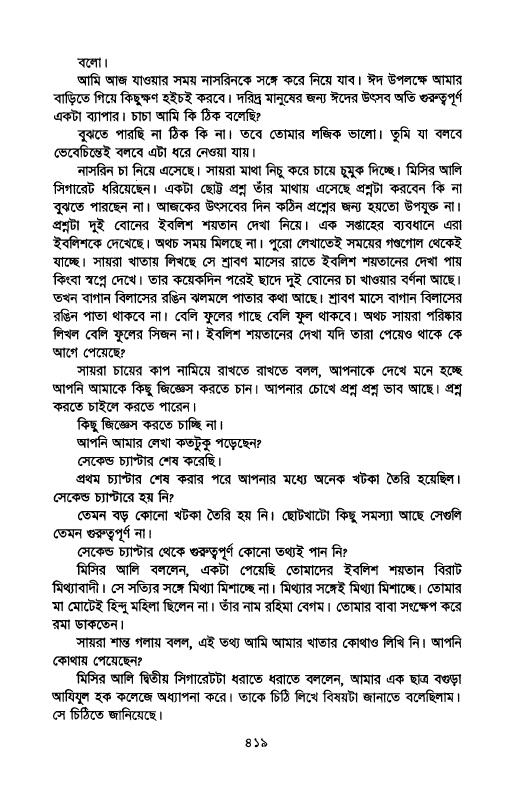 বলো।
আমি আজ যাওয়ার সময় নাসরিনকে সঙ্গে করে নিয়ে যাব। ঈদ উপলক্ষে আমার
বাড়িতে গিয়ে কিছুক্ষণ হইচই করবে। দরিদ্র মানুষের জন্য ঈদের উৎসব অতি গুরুত্বপূর্ণ
একটা ব্যাপার। চাচা আমি কি ঠিক বলেছি?
বুঝতে পারছি না ঠিক কি না। তবে তোমার লজিক ভালো। তুমি যা বলবে
ভেবেচিন্তেই বলবে এটা ধরে নেওয়া যায়।
নাসরিন চা নিয়ে এসেছে। সায়রা মাথা নিচু করে চায়ে চুমুক দিচ্ছে। মিসির আলি
সিগারেট ধরিয়েছেন। একটা ছোট্ট প্রশ্ন তাঁর মাথায় এসেছে প্রশ্নটা করবেন কি না
বুঝতে পারছেন না। আজকের উৎসবের দিন কঠিন প্রশ্নের জন্য হয়তো উপযুক্ত না।
প্রশ্নটা দুই বোনের ইবলিশ শয়তান দেখা নিয়ে। এক সপ্তাহের ব্যবধানে এরা
ইবলিশকে দেখেছে। অথচ সময় মিলছে না। পুরো লেখাতেই সময়ের গণ্ডগোল থেকেই
যাচ্ছে। সায়রা খাতায় লিখছে সে শ্রাবণ মাসের রাতে ইবলিশ শয়তানের দেখা পায়
কিংবা স্বপ্নে দেখে। তার কয়েকদিন পরেই ছাদে দুই বোনের চা খাওয়ার বর্ণনা আছে।
তখন বাগান বিলাসের রঙিন ঝলমলে পাতার কথা আছে। শ্রাবণ মাসে বাগান বিলাসের
রঙিন পাতা থাকবে না। বেলি ফুলের গাছে বেলি ফুল থাকবে। অথচ সায়রা পরিষ্কার
লিখল বেলি ফুলের সিজন না। ইবলিশ শয়তানের দেখা যদি তারা পেয়েও থাকে কে
আগে পেয়েছে?
সায়রা চায়ের কাপ নামিয়ে রাখতে রাখতে বলল, আপনাকে দেখে মনে হচ্ছে
আপনি আমাকে কিছু জিজ্ঞেস করতে চান। আপনার চোখে প্রশ্ন প্রশ্ন ভাব আছে। প্রশ্ন
করতে চাইলে করতে পারেন।
কিছু জিজ্ঞেস করতে চাচ্ছি না।
আপনি আমার লেখা কতটুকু পড়েছেন?
সেকেন্ড চ্যাপ্টার শেষ করেছি।
প্রথম চ্যাপ্টার শেষ করার পরে আপনার মধ্যে অনেক খটকা তৈরি হয়েছিল।
সেকেন্ড চ্যাপ্টারে হয় নি?
তেমন বড় কোনো খটকা তৈরি হয় নি। ছোটখাটো কিছু সমস্যা আছে সেগুলি
তেমন গুরুত্বপূর্ণ না।
সেকেন্ড চ্যাপ্টার থেকে গুরুত্বপূর্ণ কোনো তথ্যই পান নি?
মিসির আলি বললেন, একটা পেয়েছি তোমাদের ইবলিশ শয়তান বিরাট
মিথ্যাবাদী। সে সত্যির সঙ্গে মিথ্যা মিশাচ্ছে না। মিথ্যার সঙ্গেই মিথ্যা মিশাচ্ছে। তোমার
মা মোটেই হিন্দু মহিলা ছিলেন না। তাঁর নাম রহিমা বেগম। তোমার বাবা সংক্ষেপ করে
রমা ডাকতেন।
সায়রা শান্ত গলায় বলল, এই তথ্য আমি আমার খাতার কোথাও লিখি নি। আপনি
কোথায় পেয়েছেন?
মিসির আলি দ্বিতীয় সিগারেটটা ধরাতে ধরাতে বললেন, আমার এক ছাত্র বগুড়া
আযিযুল হক কলেজে অধ্যাপনা করে। তাকে চিঠি লিখে বিষয়টা জানাতে বলেছিলাম।
সে চিঠিতে জানিয়েছে।
৪১৯